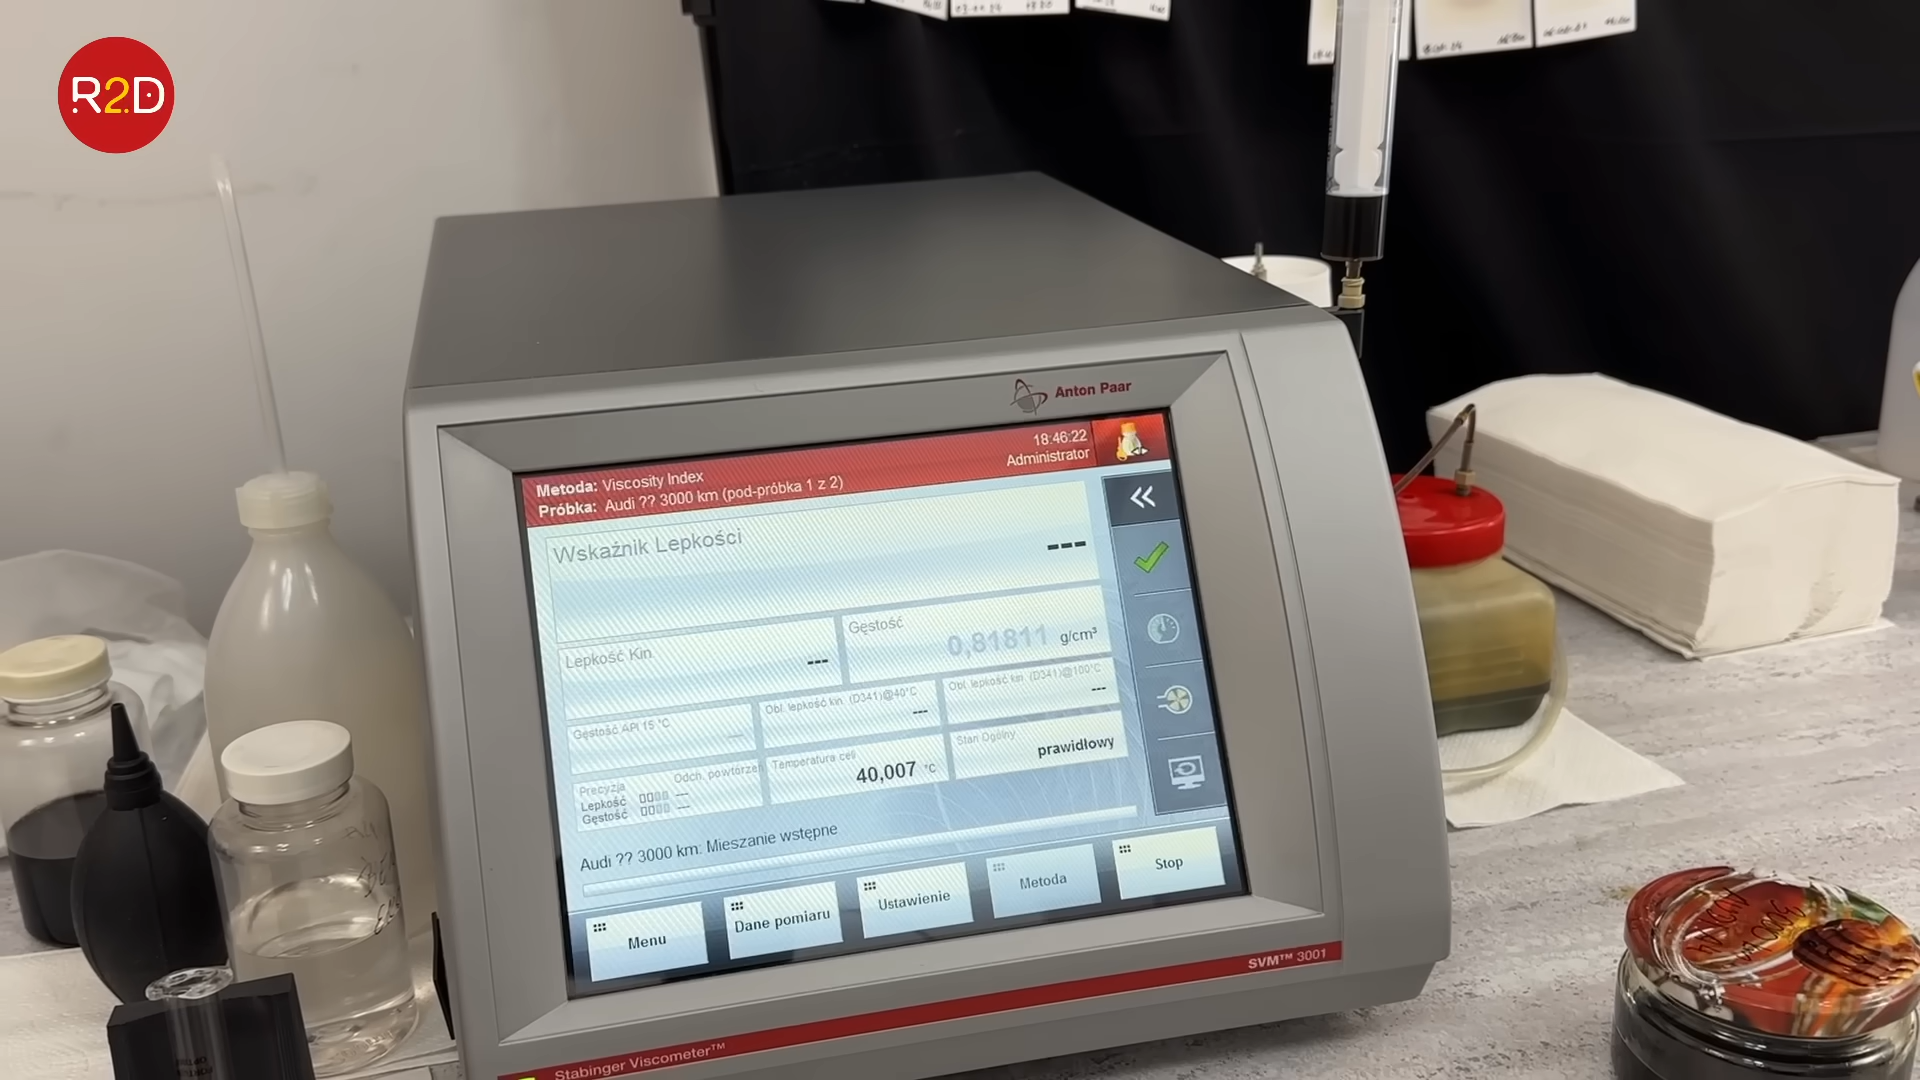 R2D
Anton Paar
Metoda: Viscosity Index
18:46:22
Próbka: Audi ?? 3000 km (pod-próbka 1 z 2)
Administrator
Wskaźnik Lepkości
---
Lepkość Kin.
---
Gęstość
0,81811 g/cm³
Gęstość API 15 °C
---
Obl. lepkość kin. (D341)@40°C
---
Obl. lepkość kin. (D341)@100°C
---
Precyzja
Odch. powtórzeń
Lepkość ---
Gęstość ---
Temperatura celi
40,007 °C
Stan Ogólny
prawidłowy
Audi ?? 3000 km: Mieszanie wstępne
Menu
Dane pomiaru
Ustawienie
Metoda
Stop
SVM™ 3001
Stabinger Viscometer™